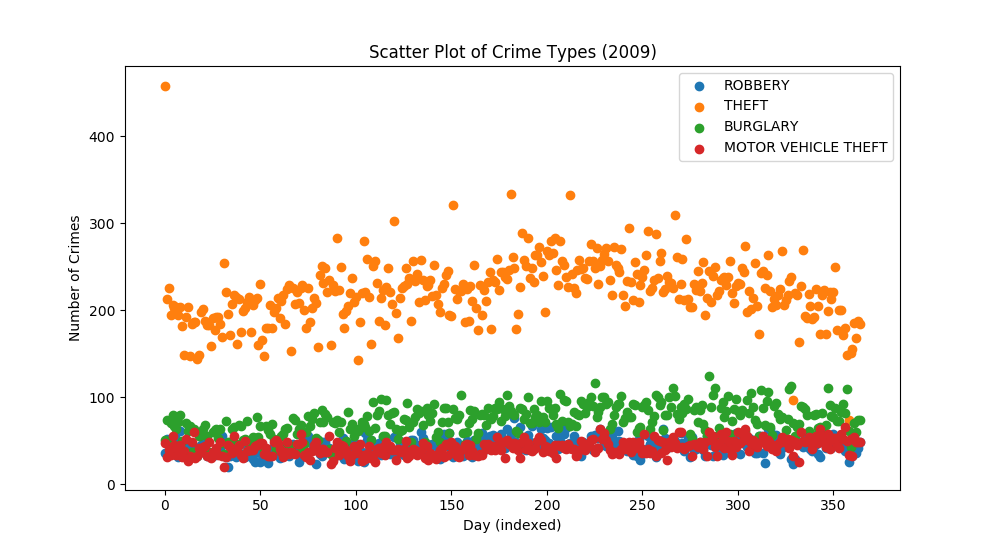 Scatter Plot of Crime Types (2009)
ROBBERY
THEFT
BURGLARY
MOTOR VEHICLE THEFT
Number of Crimes
400
300
200
100
0
0 50 100 150 200 250 300 350
Day (indexed)